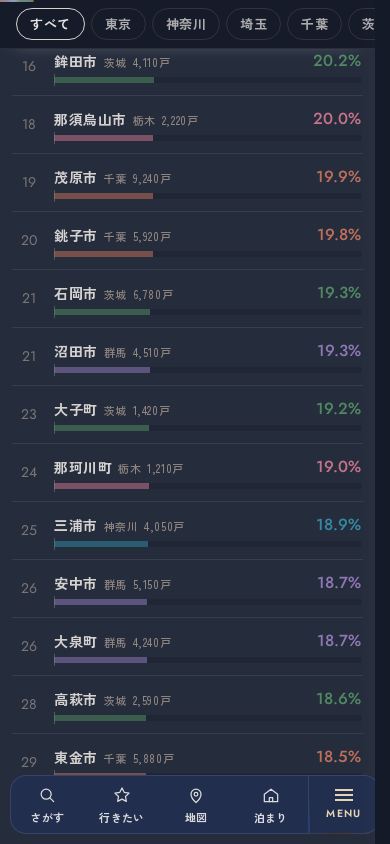 すべて 東京 神奈川 埼玉 千葉 茨
16 鉾田市 茨城 4,110戸 20.2%
18 那須烏山市 栃木 2,220戸 20.0%
19 茂原市 千葉 9,240戸 19.9%
20 銚子市 千葉 5,920戸 19.8%
21 石岡市 茨城 6,780戸 19.3%
21 沼田市 群馬 4,510戸 19.3%
23 大子町 茨城 1,420戸 19.2%
24 那珂川町 栃木 1,210戸 19.0%
25 三浦市 神奈川 4,050戸 18.9%
26 安中市 群馬 5,150戸 18.7%
26 大泉町 群馬 4,240戸 18.7%
28 高萩市 茨城 2,590戸 18.6%
29 東金市 千葉 5,880戸 18.5%
さがす 行きたい 地図 泊まり MENU